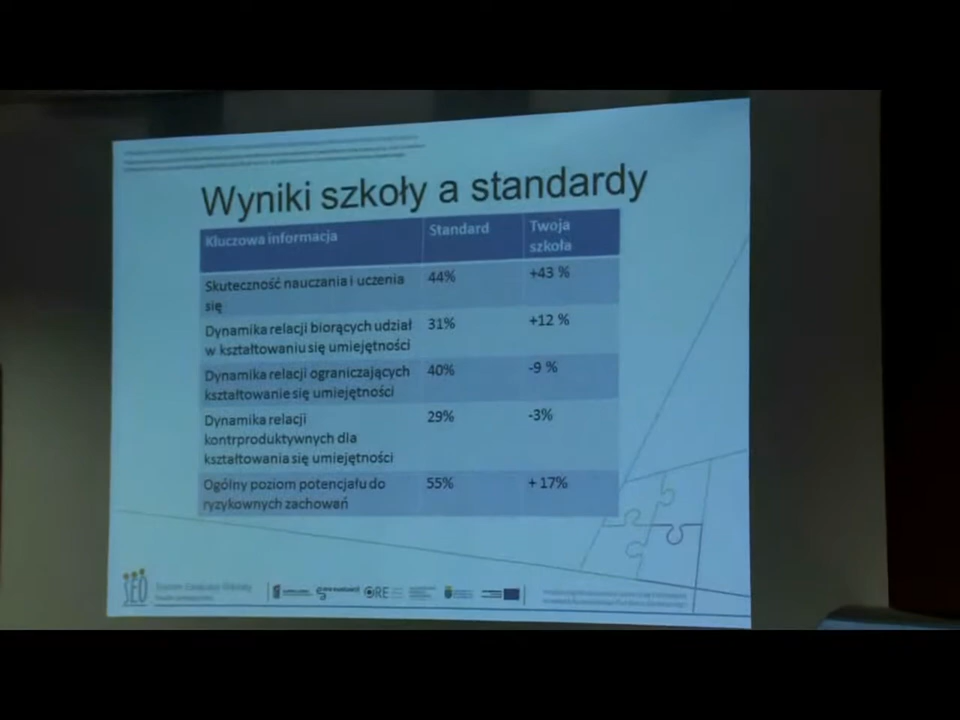 Wyniki szkoły a standardy
Kluczowa informacja
Standard
Twoja
szkoła
Skuteczność nauczania i uczenia
się
44%
+43 %
Dynamika relacji biorących udział
w kształtowaniu się umiejętności
31%
+12 %
Dynamika relacji ograniczających
kształtowanie się umiejętności
40%
-9 %
Dynamika relacji
kontrproduktywnych dla
kształtowania się umiejętności
29%
-3%
Ogólny poziom potencjału do
ryzykownych zachowań
55%
+ 17%
SEO
ORE